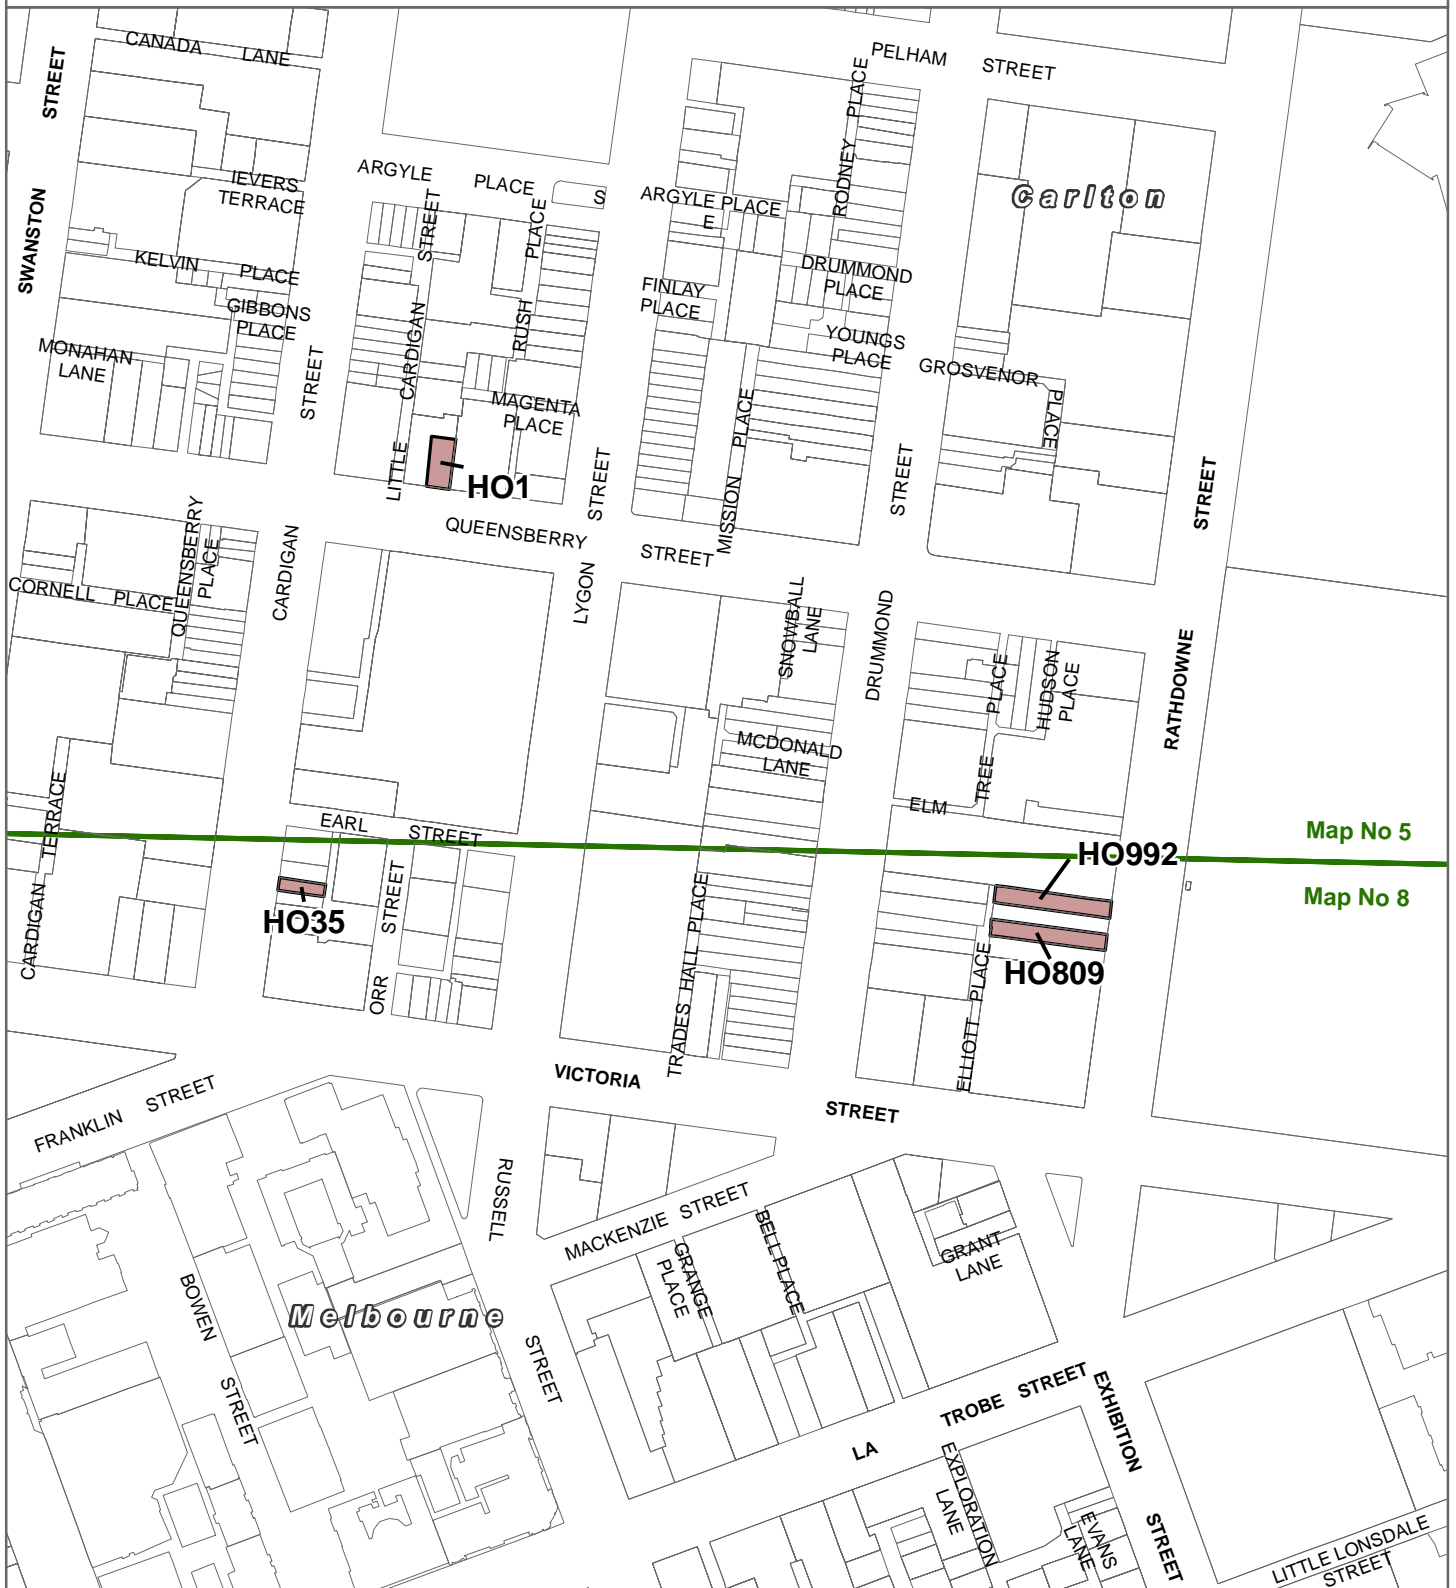 CANADA LANE
PELHAM STREET
STREET
SWANSTON
IEVERS
TERRACE
ARGYLE PLACE S
ARGYLE PLACE
E
RODNEY PLACE
Carlton
KELVIN PLACE
GIBBONS
PLACE
MONAHAN
LANE
STREET
LITTLE CARDIGAN STREET
RUSH PLACE
FINLAY
PLACE
DRUMMOND
PLACE
YOUNGS
PLACE
GROSVENOR PLACE
MAGENTA
PLACE
MISSION PLACE
HO1
STREET
STREET
STREET
QUEENSBERRY STREET
QUEENSBERRY
PLACE
CORNELL PLACE
CARDIGAN
LYGON
SNOWBALL
LANE
DRUMMOND
RATHDOWNE
ELM TREE PLACE
HUDSON
PLACE
MCDONALD
LANE
CARDIGAN TERRACE
EARL STREET
Map No 5
HO992
Map No 8
HO35
ORR STREET
TRADES HALL PLACE
HO809
ELLIOTT PLACE
VICTORIA STREET
FRANKLIN STREET
RUSSELL STREET
MACKENZIE STREET
GRANGE
PLACE
BELL PLACE
GRANT
LANE
BOWEN STREET
Melbourne
LA TROBE STREET
EXHIBITION STREET
EXPLORATION
LANE
EVANS
LANE
LITTLE LONSDALE
STREET